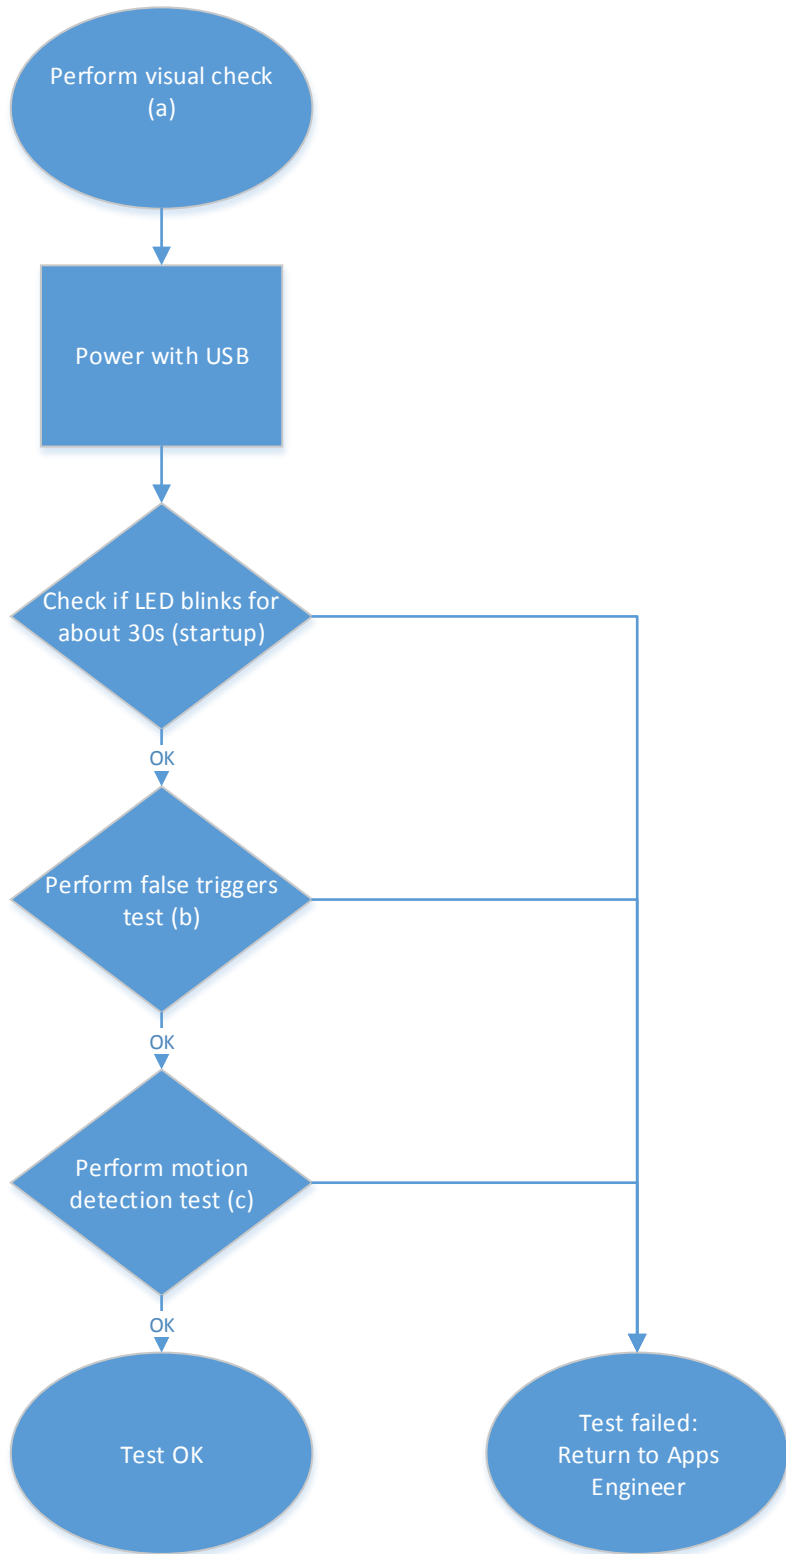 Perform visual check
(a)
Power with USB
Check if LED blinks for
about 30s (startup)
OK
Perform false triggers
test (b)
OK
Perform motion
detection test (c)
OK
Test OK
Test failed:
Return to Apps
Engineer